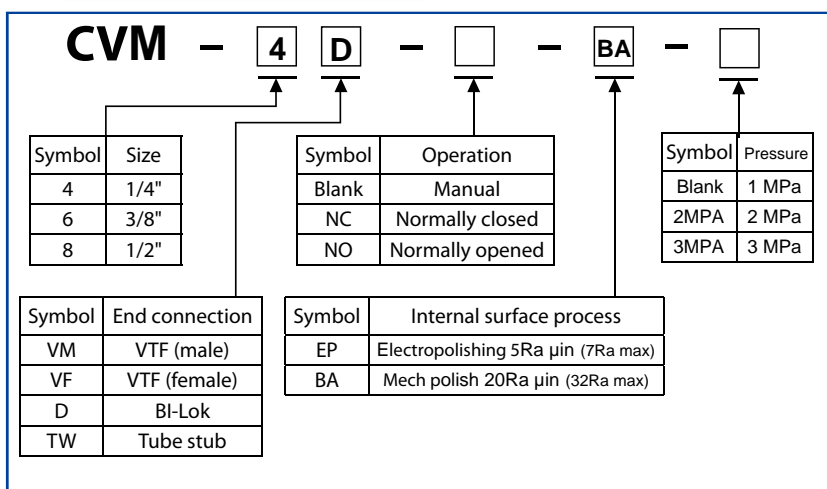 CVM – 4 D – – BA –
Symbol Size
4 1/4"
6 3/8"
8 1/2"
Symbol Operation
Blank Manual
NC Normally closed
NO Normally opened
Symbol Pressure
Blank 1 MPa
2MPA 2 MPa
3MPA 3 MPa
Symbol End connection
VM VTF (male)
VF VTF (female)
D BI-Lok
TW Tube stub
Symbol Internal surface process
EP Electropolishing 5Ra µin (7Ra max)
BA Mech polish 20Ra µin (32Ra max)